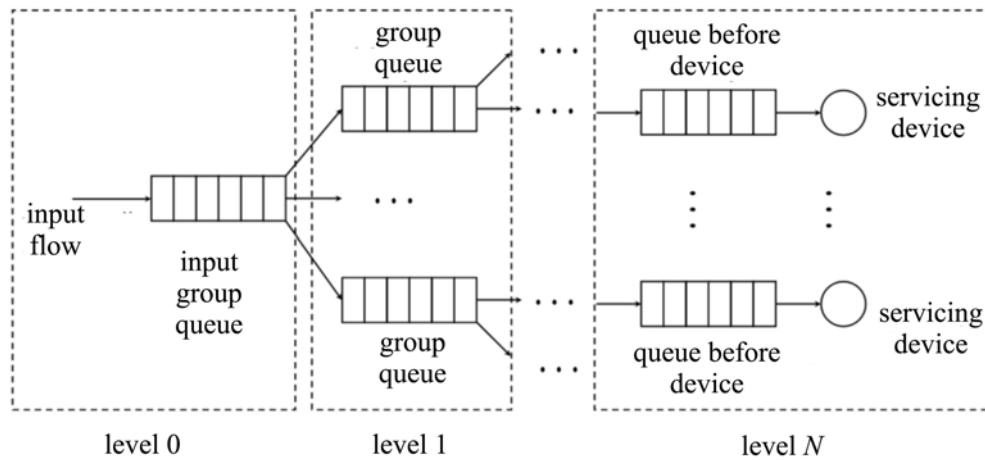 group
queue
queue before
device
servicing
device
input
flow
input
group
queue
group
queue
queue before
device
servicing
device
level 0
level 1
level N